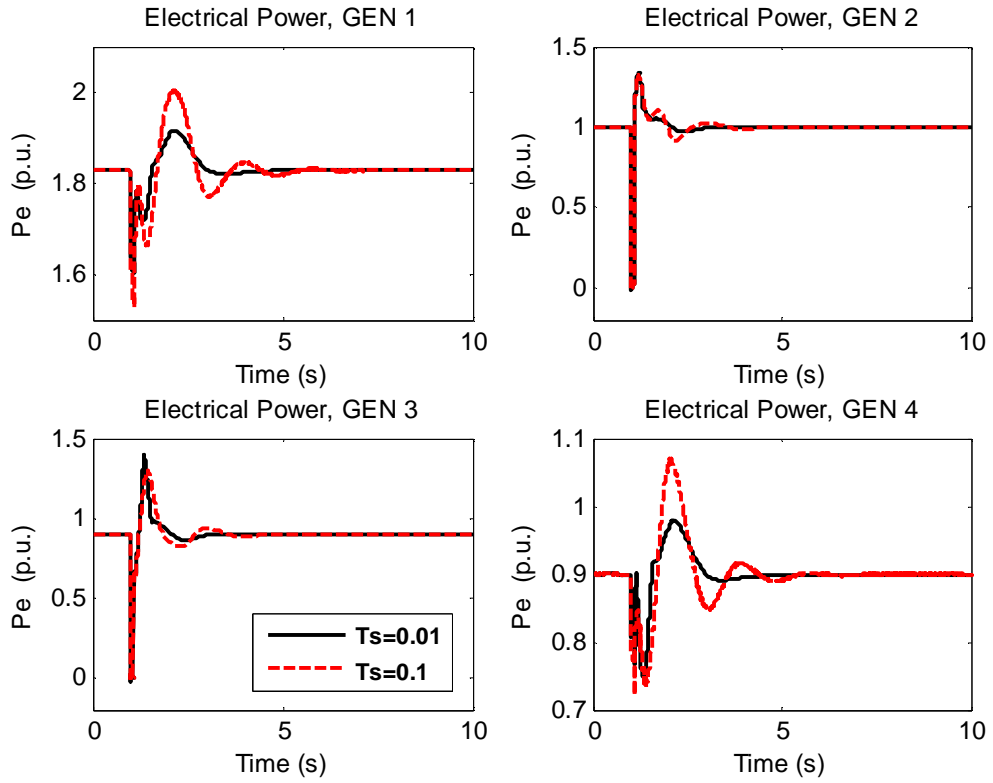 Electrical Power, GEN 1
2
1.8
1.6
Pe (p.u.)
0 5 10
Time (s)
Electrical Power, GEN 2
1.5
1
0.5
0
Pe (p.u.)
0 5 10
Time (s)
Electrical Power, GEN 3
1.5
1
0.5
0
Pe (p.u.)
Ts=0.01
Ts=0.1
0 5 10
Time (s)
Electrical Power, GEN 4
1.1
1
0.9
0.8
0.7
Pe (p.u.)
0 5 10
Time (s)